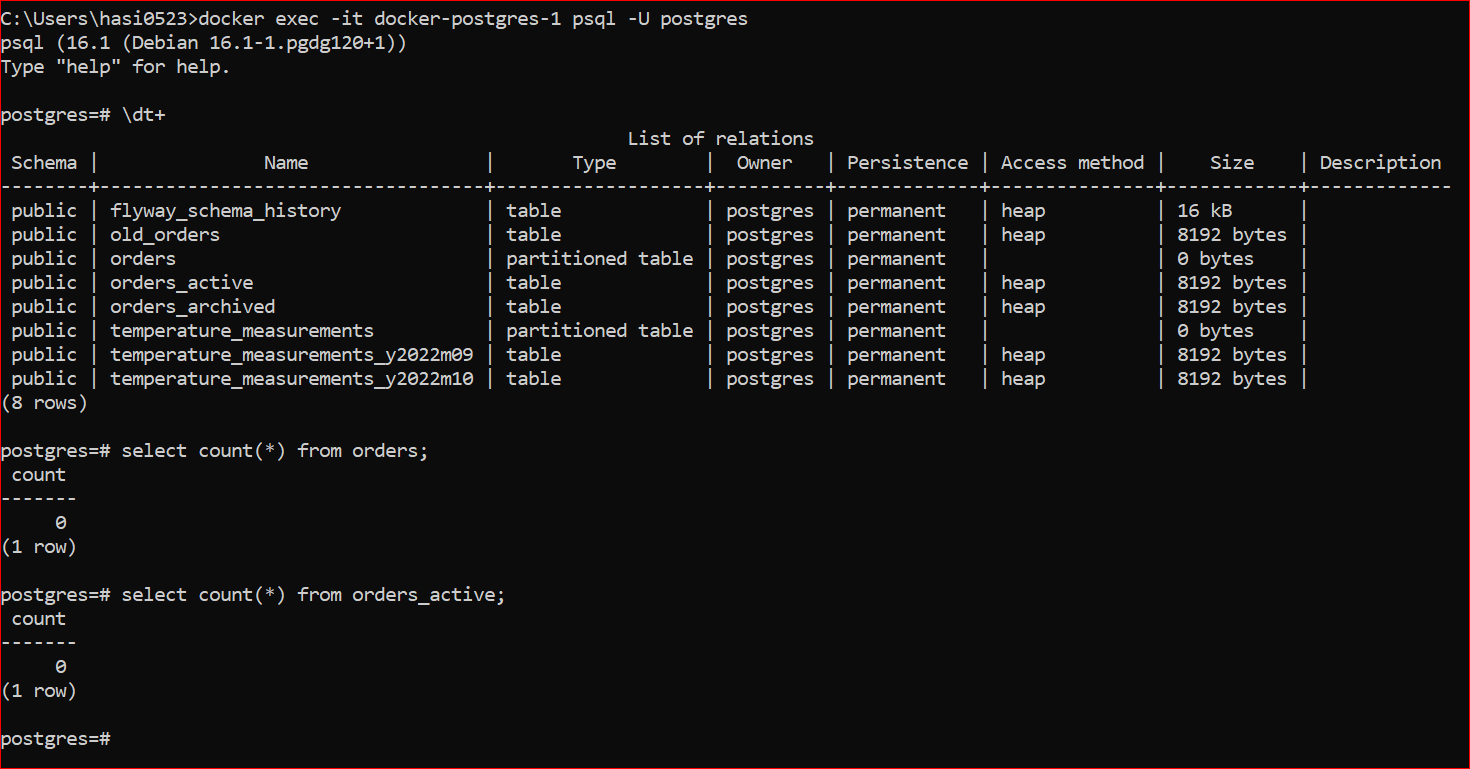 C:\Users\hasi0523>docker exec -it docker-postgres-1 psql -U postgres
psql (16.1 (Debian 16.1-1.pgdg120+1))
Type "help" for help.

postgres=# \dt+
                                                         List of relations
 Schema |               Name                |       Type        |  Owner   | Persistence | Access method |    Size    | Description
--------+-----------------------------------+-------------------+----------+-------------+---------------+------------+-------------
 public | flyway_schema_history             | table             | postgres | permanent   | heap          | 16 kB      |
 public | old_orders                        | table             | postgres | permanent   | heap          | 8192 bytes |
 public | orders                            | partitioned table | postgres | permanent   |               | 0 bytes    |
 public | orders_active                     | table             | postgres | permanent   | heap          | 8192 bytes |
 public | orders_archived                   | table             | postgres | permanent   | heap          | 8192 bytes |
 public | temperature_measurements          | partitioned table | postgres | permanent   |               | 0 bytes    |
 public | temperature_measurements_y2022m09 | table             | postgres | permanent   | heap          | 8192 bytes |
 public | temperature_measurements_y2022m10 | table             | postgres | permanent   | heap          | 8192 bytes |
(8 rows)

postgres=# select count(*) from orders;
 count
-------
     0
(1 row)

postgres=# select count(*) from orders_active;
 count
-------
     0
(1 row)

postgres=#